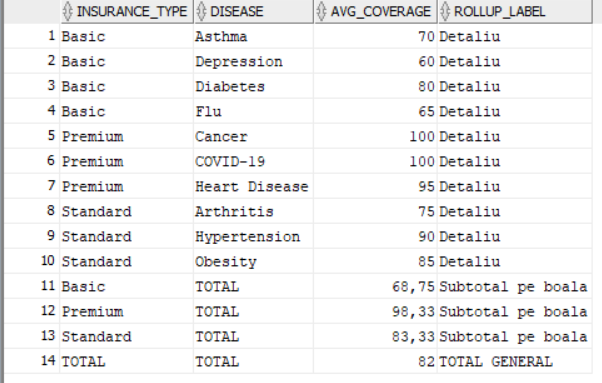 INSURANCE_TYPE DISEASE AVG_COVERAGE ROLLUP_LABEL
1 Basic Asthma 70 Detaliu
2 Basic Depression 60 Detaliu
3 Basic Diabetes 80 Detaliu
4 Basic Flu 65 Detaliu
5 Premium Cancer 100 Detaliu
6 Premium COVID-19 100 Detaliu
7 Premium Heart Disease 95 Detaliu
8 Standard Arthritis 75 Detaliu
9 Standard Hypertension 90 Detaliu
10 Standard Obesity 85 Detaliu
11 Basic TOTAL 68,75 Subtotal pe boala
12 Premium TOTAL 98,33 Subtotal pe boala
13 Standard TOTAL 83,33 Subtotal pe boala
14 TOTAL TOTAL 82 TOTAL GENERAL